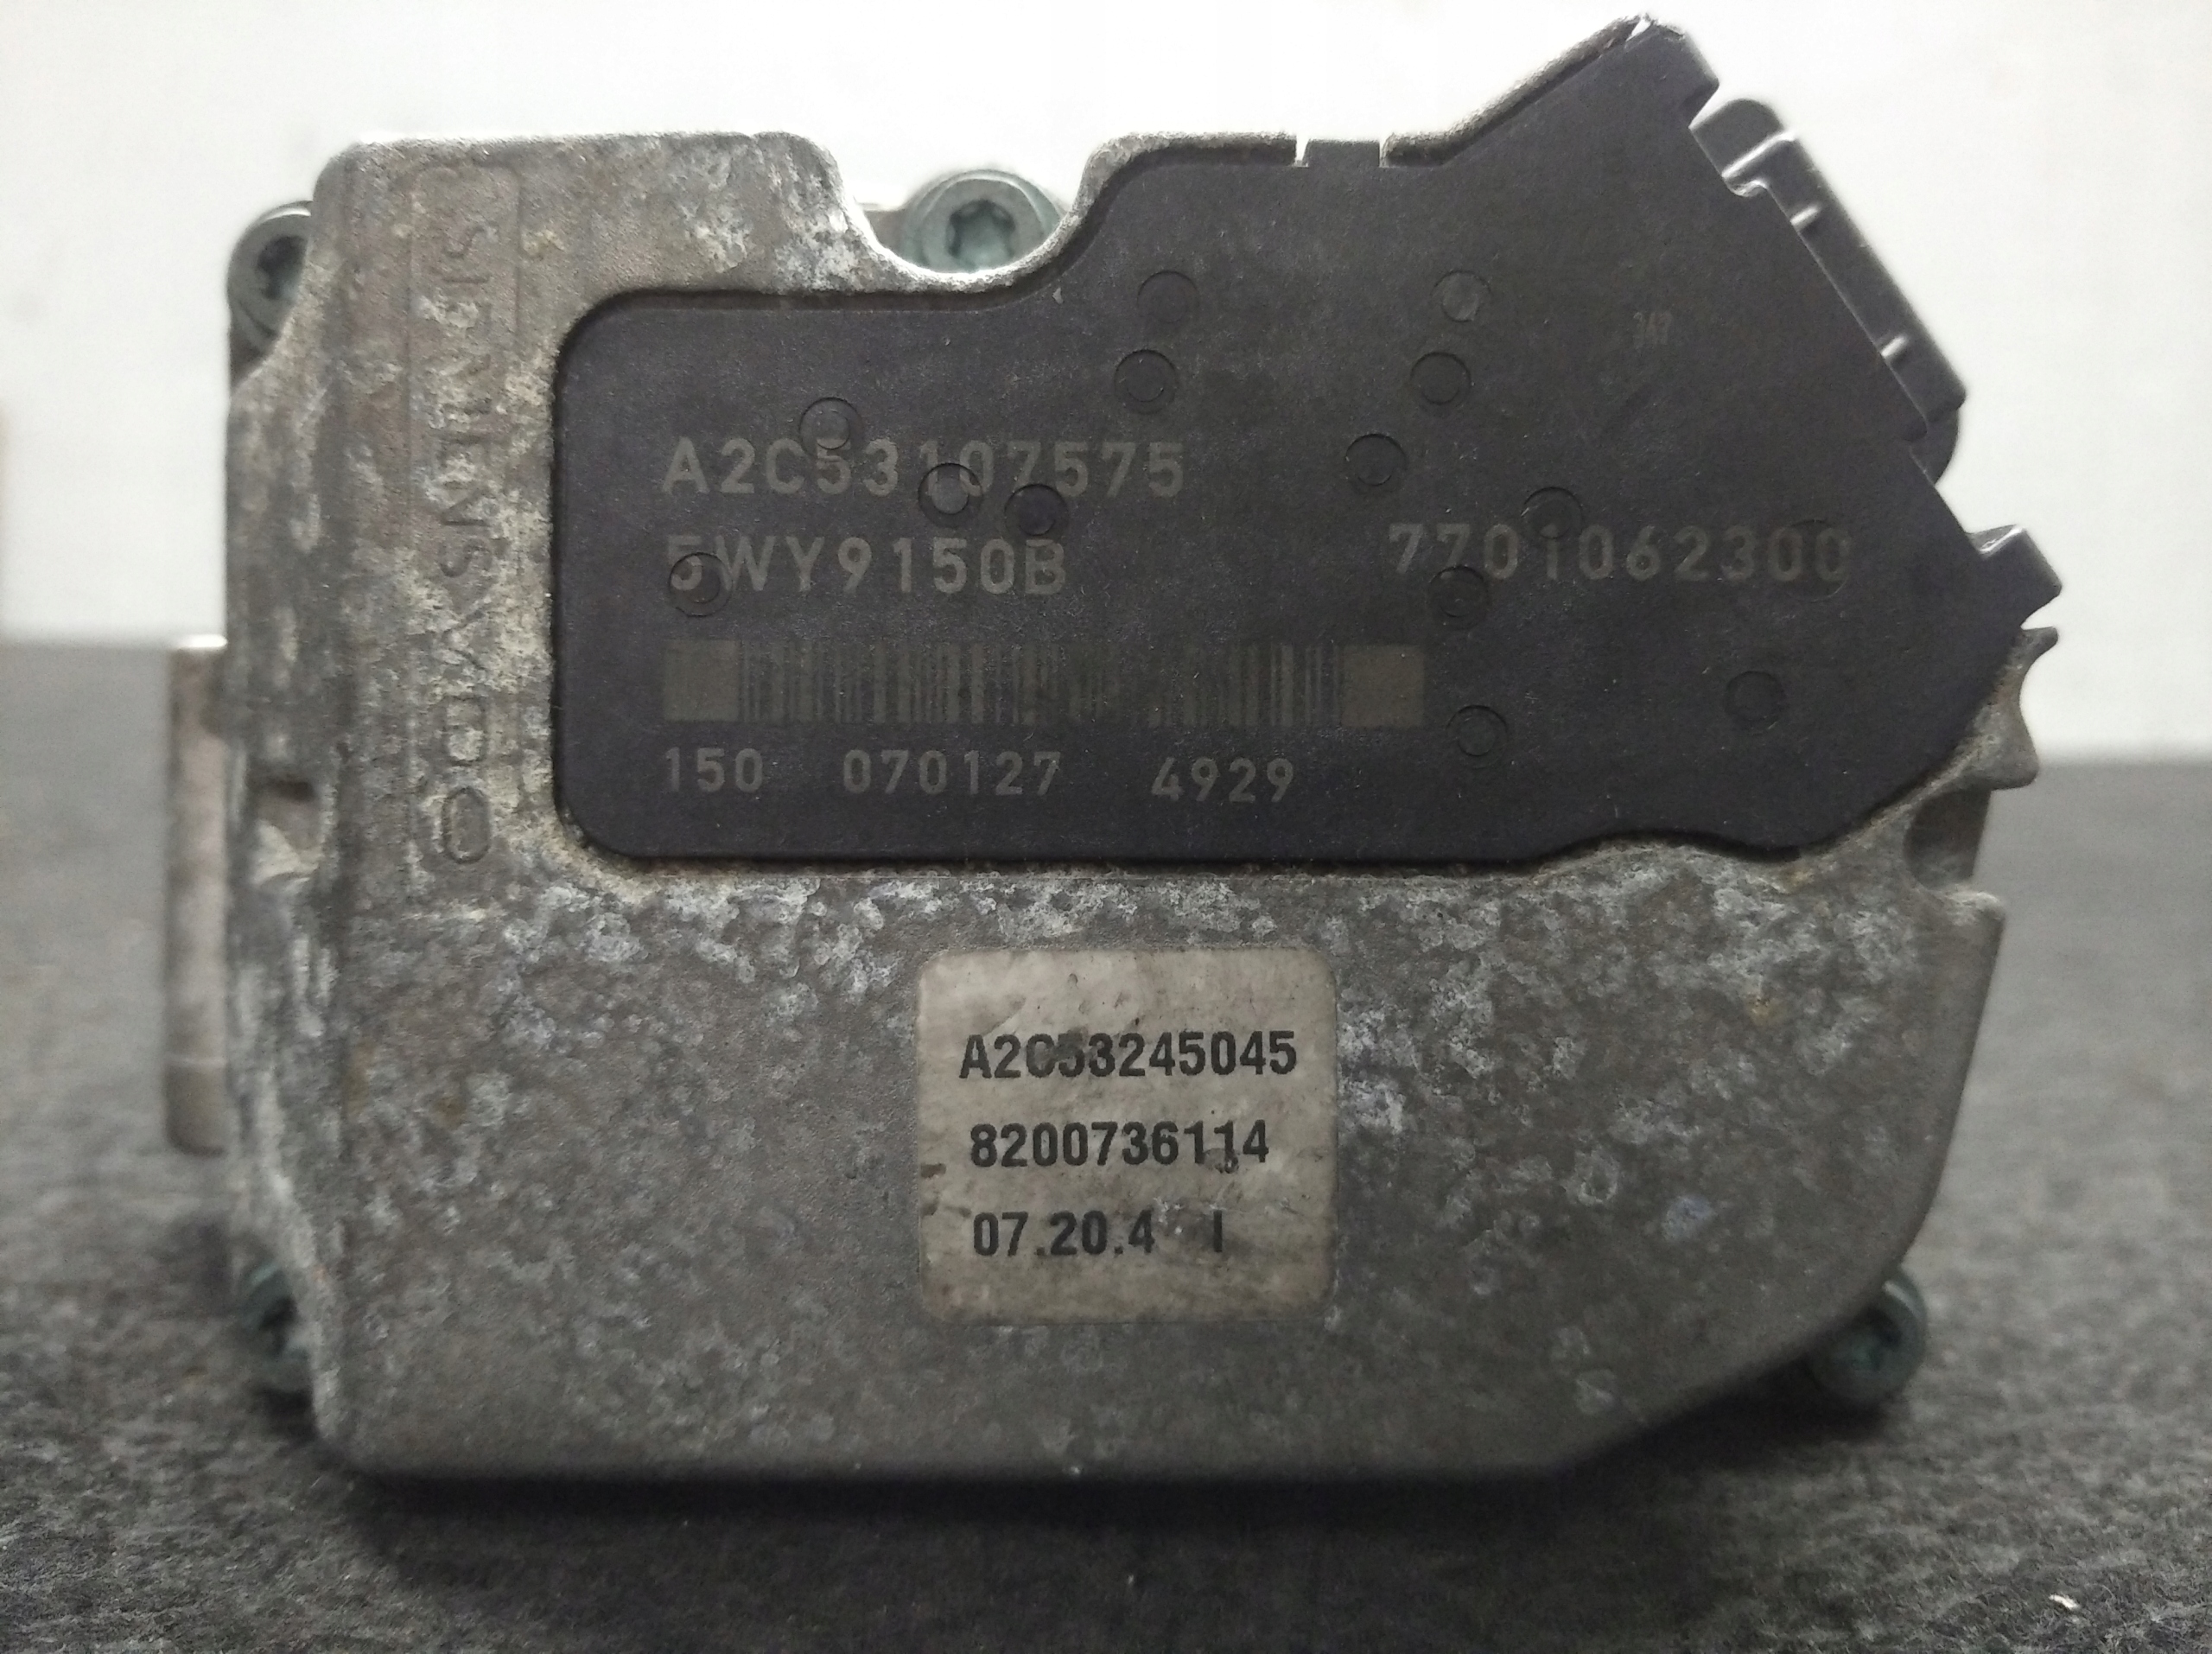 SIEMENS VDO
A2C53107575
5WY9150B 7701062300
150 070127 4929
A2C53245045
8200736114
07.20.4 I